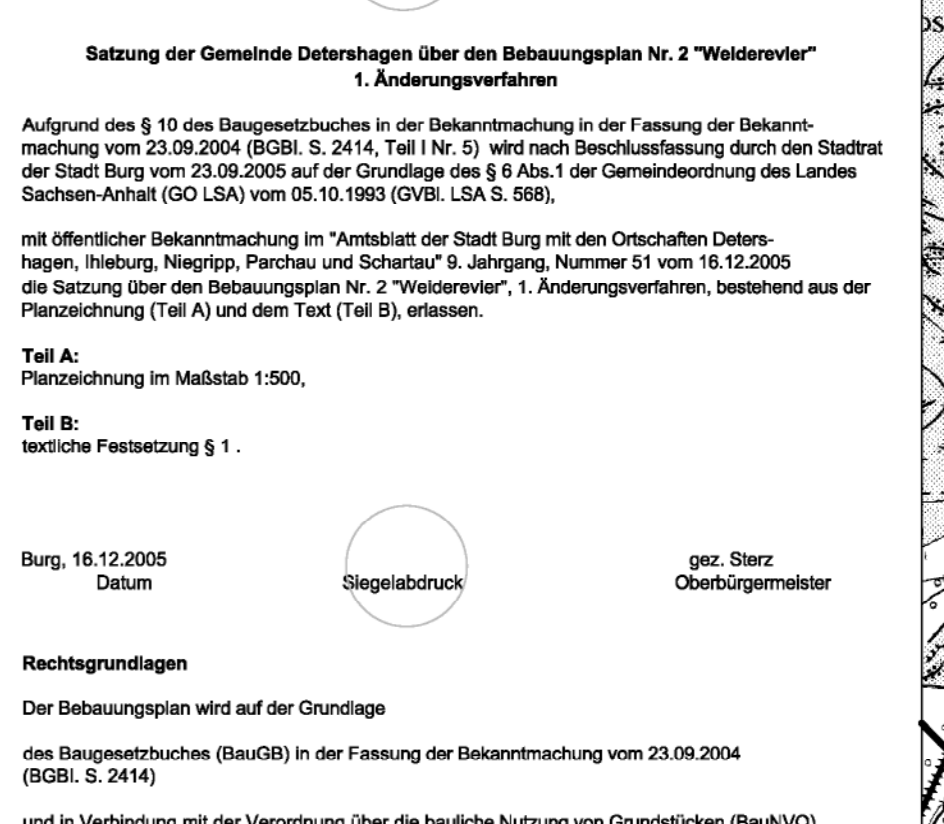 Satzung der Gemeinde Detershagen über den Bebauungsplan Nr. 2 "Weiderevier"
1. Änderungsverfahren
Aufgrund des § 10 des Baugesetzbuches in der Bekanntmachung in der Fassung der Bekannt-
machung vom 23.09.2004 (BGBl. S. 2414, Teil I Nr. 5) wird nach Beschlussfassung durch den Stadtrat
der Stadt Burg vom 23.09.2005 auf der Grundlage des § 6 Abs.1 der Gemeindeordnung des Landes
Sachsen-Anhalt (GO LSA) vom 05.10.1993 (GVBl. LSA S. 568),
mit öffentlicher Bekanntmachung im "Amtsblatt der Stadt Burg mit den Ortschaften Deters-
hagen, Ihleburg, Niegripp, Parchau und Schartau" 9. Jahrgang, Nummer 51 vom 16.12.2005
die Satzung über den Bebauungsplan Nr. 2 "Weiderevier", 1. Änderungsverfahren, bestehend aus der
Planzeichnung (Teil A) und dem Text (Teil B), erlassen.
Teil A:
Planzeichnung im Maßstab 1:500,
Teil B:
textliche Festsetzung § 1 .
Burg, 16.12.2005 gez. Sterz
Datum Siegelabdruck Oberbürgermeister
Rechtsgrundlagen
Der Bebauungsplan wird auf der Grundlage
des Baugesetzbuches (BauGB) in der Fassung der Bekanntmachung vom 23.09.2004
(BGBl. S. 2414)
und in Verbindung mit der Verordnung über die bauliche Nutzung von Grundstücken (BauNVO)